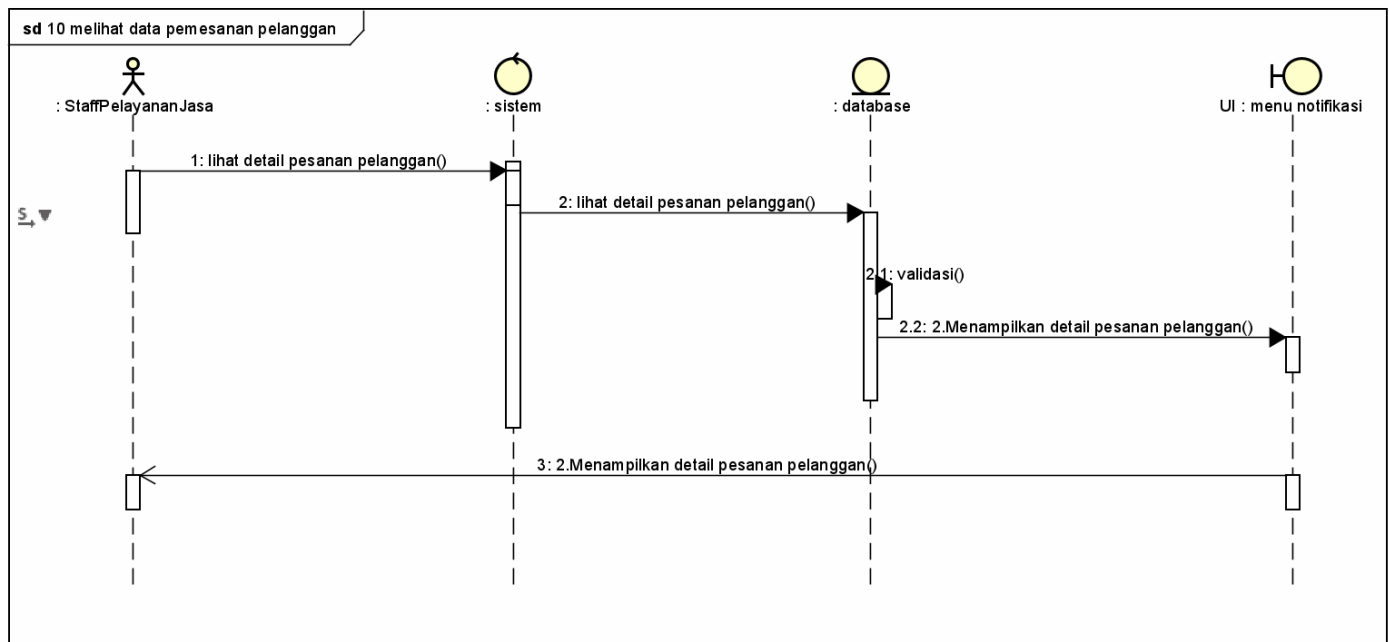 sd 10 melihat data pemesanan pelanggan
: StaffPelayananJasa
: sistem
: database
UI : menu notifikasi
1: lihat detail pesanan pelanggan()
S
2: lihat detail pesanan pelanggan()
2.1: validasi()
2.2: 2.Menampilkan detail pesanan pelanggan()
3: 2.Menampilkan detail pesanan pelanggan()